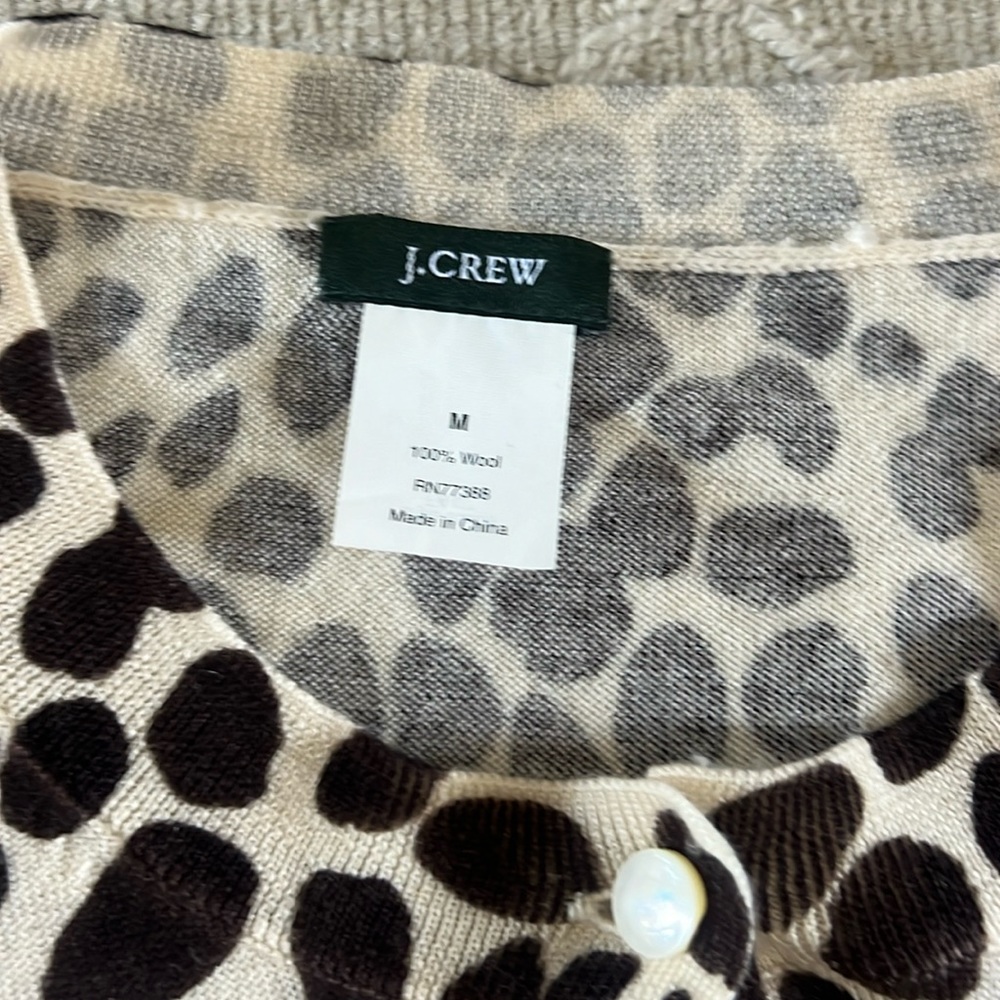 J.CREW
M
100% Wool
RN77388
Made in China